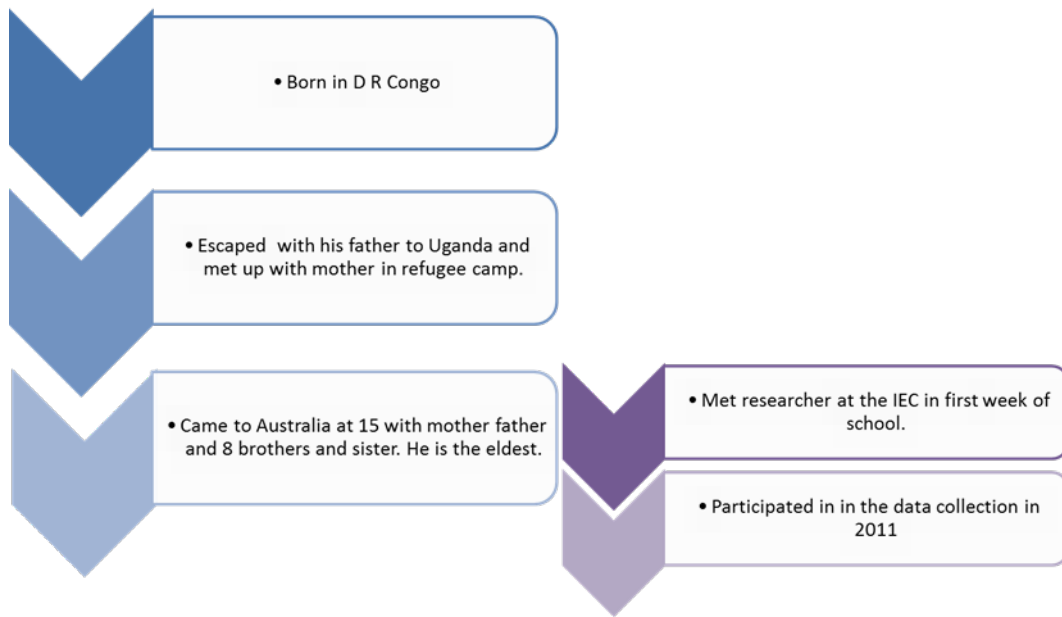 • Born in D R Congo
• Escaped with his father to Uganda and
met up with mother in refugee camp.
• Came to Australia at 15 with mother father
and 8 brothers and sister. He is the eldest.
• Met researcher at the IEC in first week of
school.
• Participated in in the data collection in
2011